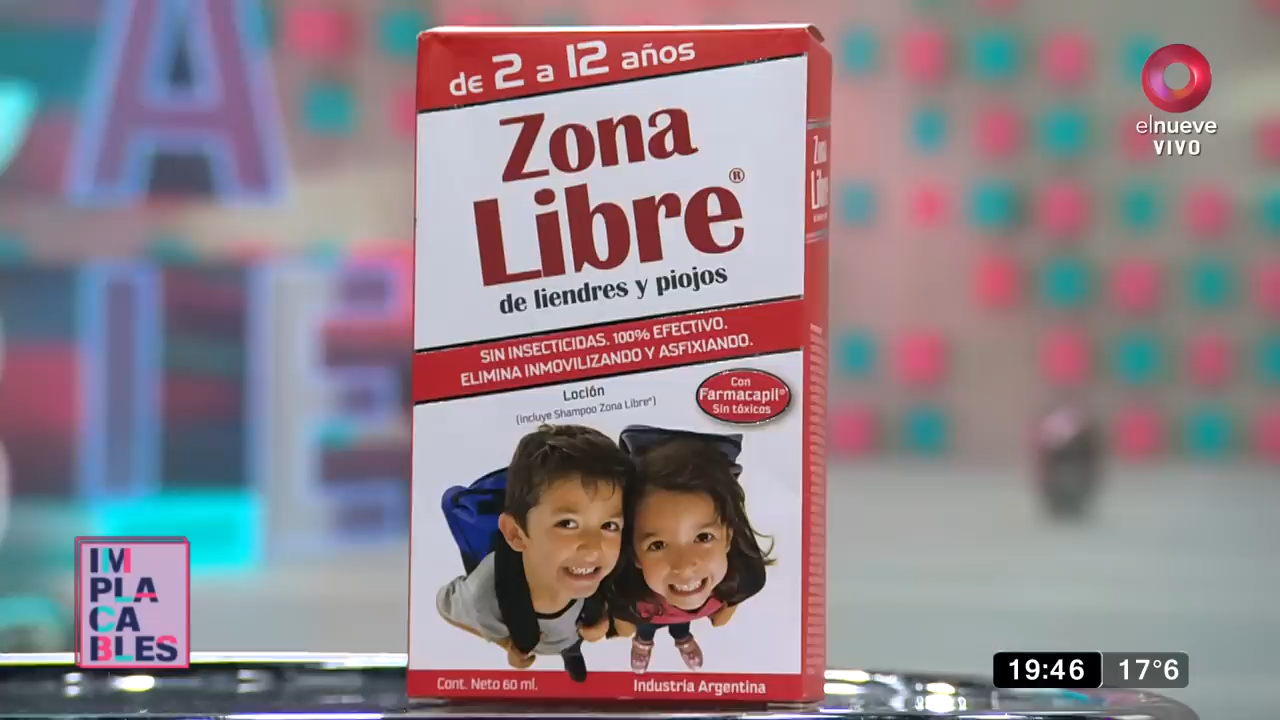 de 2 a 12 años
Zona
Libre®
de liendres y piojos
SIN INSECTICIDAS. 100% EFECTIVO.
ELIMINA INMOVILIZANDO Y ASFIXIANDO.
Loción
(incluye Shampoo Zona Libre®)
Con
Farmacapil®
Sin tóxicos
Cont. Neto 60 ml.
Industria Argentina
Zona
Libre
elnueve
VIVO
IM
PLA
CA
BLES
19:46
17°6